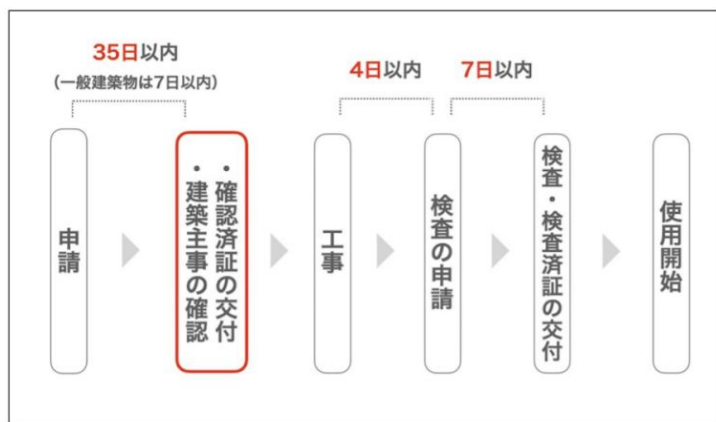 35日以内
（一般建築物は7日以内）
4日以内
7日以内
申請
・確認済証の交付
・建築主事の確認
工事
検査の申請
検査・検査済証の交付
使用開始